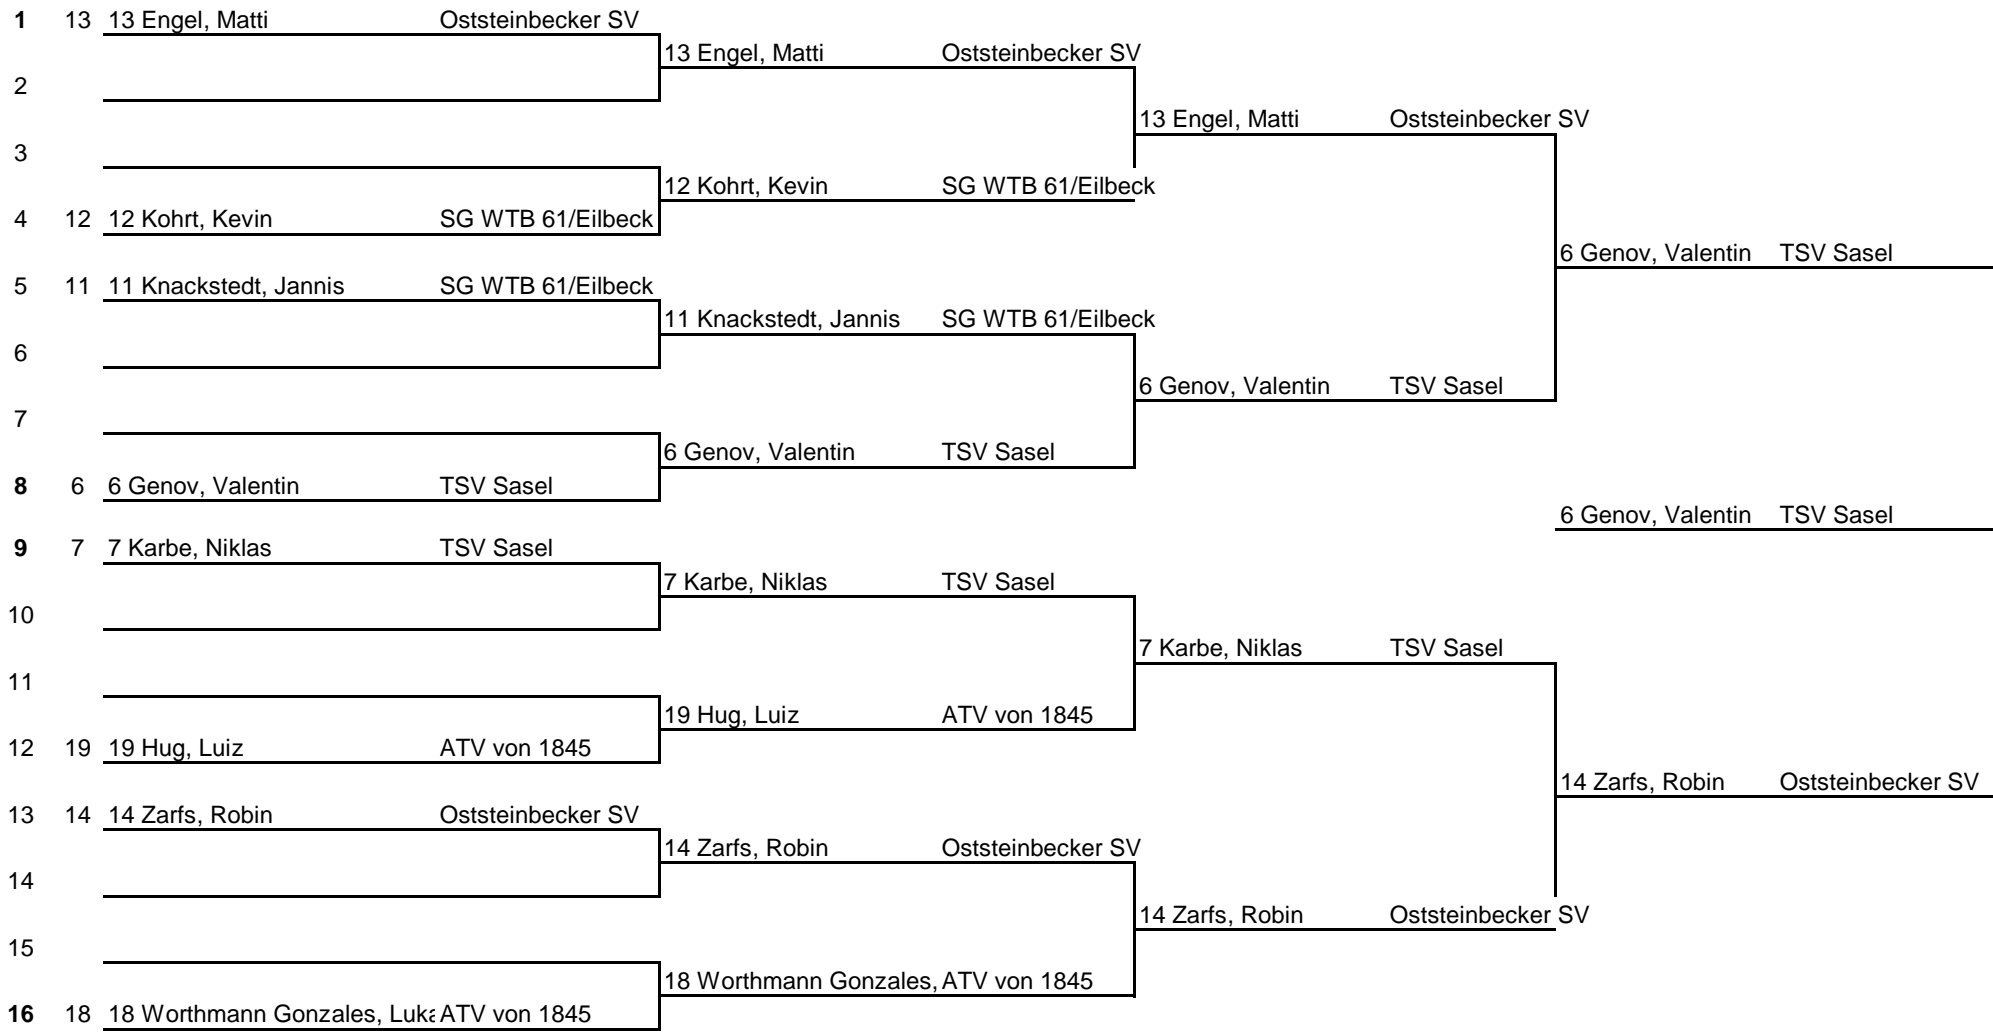 1 13 13 Engel, Matti Oststeinbecker SV
13 Engel, Matti Oststeinbecker SV
2
13 Engel, Matti Oststeinbecker SV
3
12 Kohrt, Kevin SG WTB 61/Eilbeck
4 12 12 Kohrt, Kevin SG WTB 61/Eilbeck
6 Genov, Valentin TSV Sasel
5 11 11 Knackstedt, Jannis SG WTB 61/Eilbeck
11 Knackstedt, Jannis SG WTB 61/Eilbeck
6
6 Genov, Valentin TSV Sasel
7
6 Genov, Valentin TSV Sasel
8 6 6 Genov, Valentin TSV Sasel
6 Genov, Valentin TSV Sasel
9 7 7 Karbe, Niklas TSV Sasel
7 Karbe, Niklas TSV Sasel
10
7 Karbe, Niklas TSV Sasel
11
19 Hug, Luiz ATV von 1845
12 19 19 Hug, Luiz ATV von 1845
14 Zarfs, Robin Oststeinbecker SV
13 14 14 Zarfs, Robin Oststeinbecker SV
14 Zarfs, Robin Oststeinbecker SV
14
14 Zarfs, Robin Oststeinbecker SV
15
18 Worthmann Gonzales, ATV von 1845
16 18 18 Worthmann Gonzales, ATV von 1845